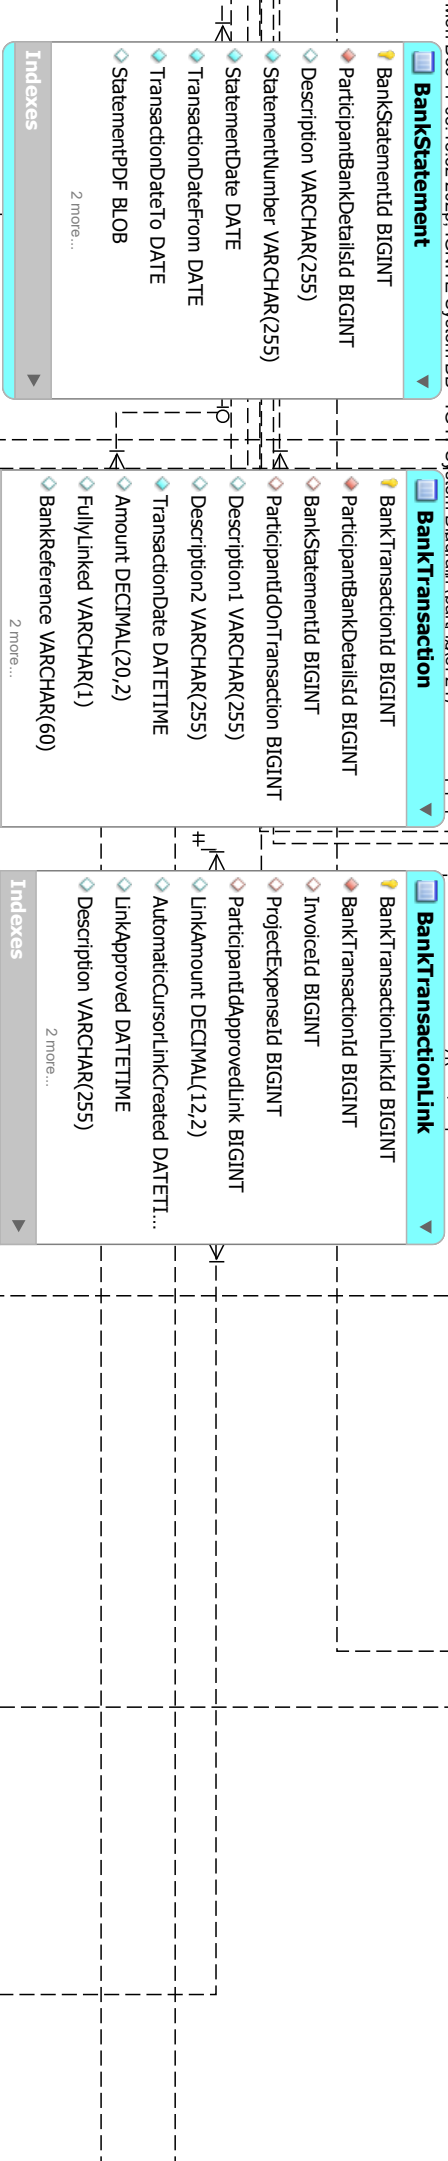 BankStatement
BankStatementId BIGINT
ParticipantBankDetailsId BIGINT
Description VARCHAR(255)
StatementNumber VARCHAR(255)
StatementDate DATE
TransactionDateFrom DATE
TransactionDateTo DATE
StatementPDF BLOB
2 more...
Indexes
BankTransaction
BankTransactionId BIGINT
ParticipantBankDetailsId BIGINT
BankStatementId BIGINT
ParticipantIdOnTransaction BIGINT
Description1 VARCHAR(255)
Description2 VARCHAR(255)
TransactionDate DATETIME
Amount DECIMAL(20,2)
FullyLinked VARCHAR(1)
BankReference VARCHAR(60)
2 more...
BankTransactionLink
BankTransactionLinkId BIGINT
BankTransactionId BIGINT
InvoiceId BIGINT
ProjectExpenseId BIGINT
ParticipantIdApprovedLink BIGINT
LinkAmount DECIMAL(12,2)
AutomaticCursorLinkCreated DATETI...
LinkApproved DATETIME
Description VARCHAR(255)
2 more...
Indexes